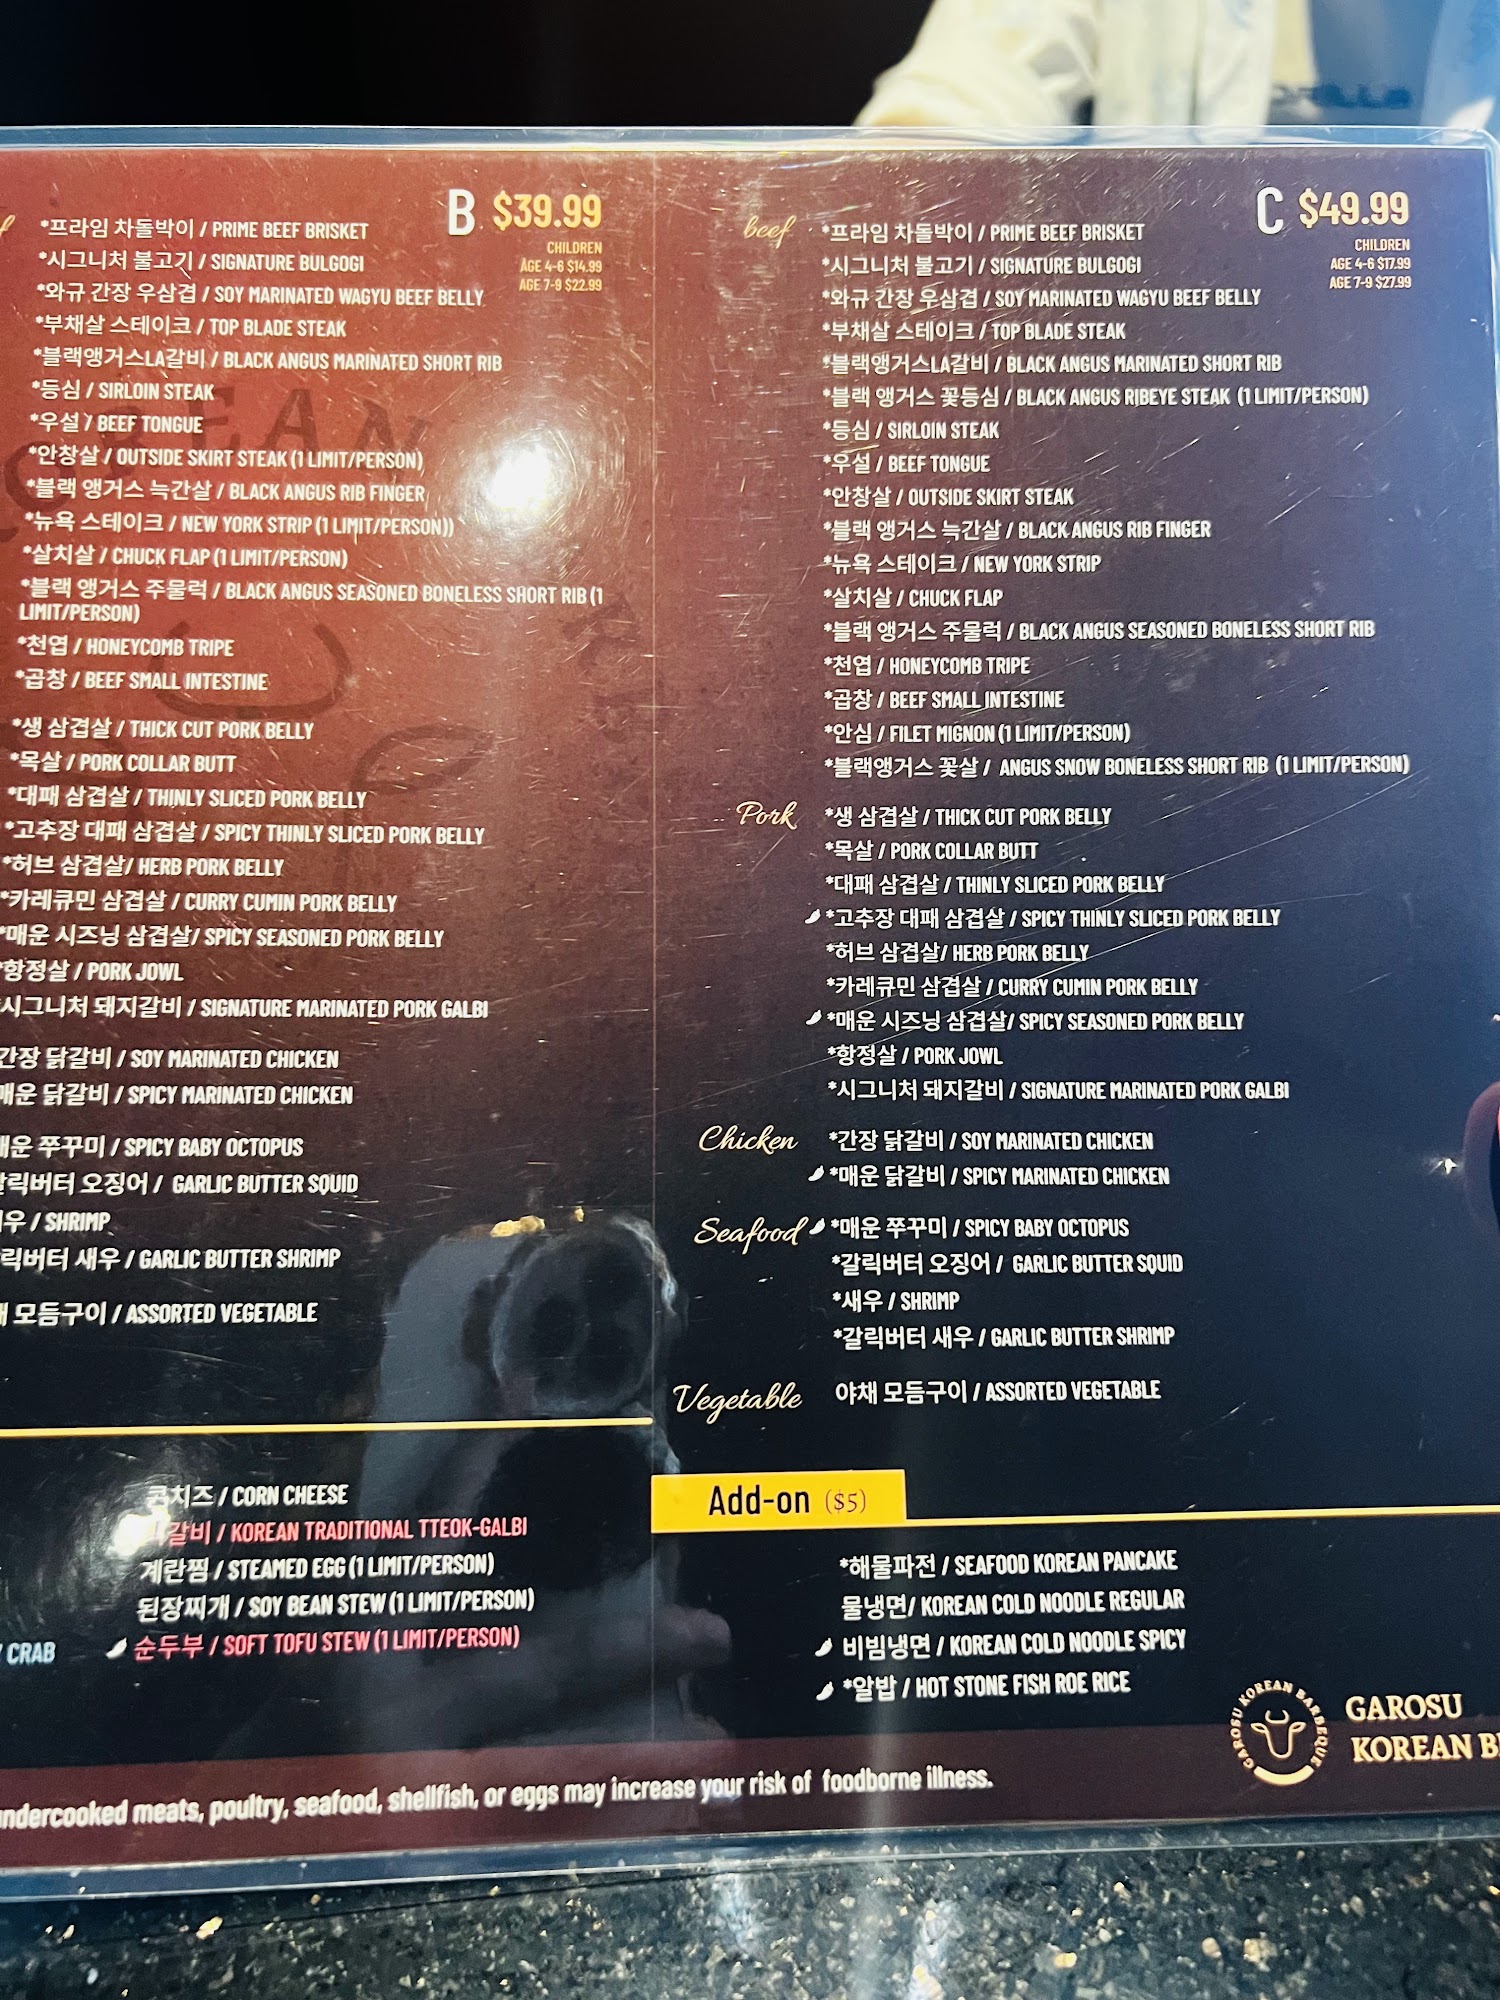 B $39.99
CHILDREN
AGE 4-6 $14.99
AGE 7-9 $22.99
*프라임 차돌박이 / PRIME BEEF BRISKET
*시그니처 불고기 / SIGNATURE BULGOGI
*와규 간장 우삼겹 / SOY MARINATED WAGYU BEEF BELLY
*부채살 스테이크 / TOP BLADE STEAK
*블랙앵거스LA갈비 / BLACK ANGUS MARINATED SHORT RIB
*등심 / SIRLOIN STEAK
*우설 / BEEF TONGUE
*안창살 / OUTSIDE SKIRT STEAK (1 LIMIT/PERSON)
*블랙 앵거스 늑간살 / BLACK ANGUS RIB FINGER
*뉴욕 스테이크 / NEW YORK STRIP (1 LIMIT/PERSON))
*살치살 / CHUCK FLAP (1 LIMIT/PERSON)
*블랙 앵거스 주물럭 / BLACK ANGUS SEASONED BONELESS SHORT RIB (1
LIMIT/PERSON)
*천엽 / HONEYCOMB TRIPE
*곱창 / BEEF SMALL INTESTINE
*생 삼겹살 / THICK CUT PORK BELLY
*목살 / PORK COLLAR BUTT
*대패 삼겹살 / THINLY SLICED PORK BELLY
*고추장 대패 삼겹살 / SPICY THINLY SLICED PORK BELLY
*허브 삼겹살/ HERB PORK BELLY
*카레큐민 삼겹살 / CURRY CUMIN PORK BELLY
*매운 시즈닝 삼겹살/ SPICY SEASONED PORK BELLY
*항정살 / PORK JOWL
*시그니처 돼지갈비 / SIGNATURE MARINATED PORK GALBI
간장 닭갈비 / SOY MARINATED CHICKEN
매운 닭갈비 / SPICY MARINATED CHICKEN
매운 쭈꾸미 / SPICY BABY OCTOPUS
갈릭버터 오징어 / GARLIC BUTTER SQUID
/ SHRIMP
새우 / GARLIC BUTTER SHRIMP
모듬구이 / ASSORTED VEGETABLE
/ CRAB
콘치즈 / CORN CHEESE
갈비 / KOREAN TRADITIONAL TTEOK-GALBI
계란찜 / STEAMED EGG (1 LIMIT/PERSON)
된장찌개 / SOY BEAN STEW (1 LIMIT/PERSON)
순두부 / SOFT TOFU STEW (1 LIMIT/PERSON)
C $49.99
CHILDREN
AGE 4-6 $17.99
AGE 7-9 $27.99
beef
*프라임 차돌박이 / PRIME BEEF BRISKET
*시그니처 불고기 / SIGNATURE BULGOGI
*와규 간장 우삼겹 / SOY MARINATED WAGYU BEEF BELLY
*부채살 스테이크 / TOP BLADE STEAK
*블랙앵거스LA갈비 / BLACK ANGUS MARINATED SHORT RIB
*블랙 앵거스 꽃등심 / BLACK ANGUS RIBEYE STEAK (1 LIMIT/PERSON)
*등심 / SIRLOIN STEAK
*우설 / BEEF TONGUE
*안창살 / OUTSIDE SKIRT STEAK
*블랙 앵거스 늑간살 / BLACK ANGUS RIB FINGER
*뉴욕 스테이크 / NEW YORK STRIP
*살치살 / CHUCK FLAP
*블랙 앵거스 주물럭 / BLACK ANGUS SEASONED BONELESS SHORT RIB
*천엽 / HONEYCOMB TRIPE
*곱창 / BEEF SMALL INTESTINE
*안심 / FILET MIGNON (1 LIMIT/PERSON)
*블랙앵거스 꽃살 / ANGUS SNOW BONELESS SHORT RIB (1 LIMIT/PERSON)
Pork
*생 삼겹살 / THICK CUT PORK BELLY
*목살 / PORK COLLAR BUTT
*대패 삼겹살 / THINLY SLICED PORK BELLY
*고추장 대패 삼겹살 / SPICY THINLY SLICED PORK BELLY
*허브 삼겹살/ HERB PORK BELLY
*카레큐민 삼겹살 / CURRY CUMIN PORK BELLY
*매운 시즈닝 삼겹살/ SPICY SEASONED PORK BELLY
*항정살 / PORK JOWL
*시그니처 돼지갈비 / SIGNATURE MARINATED PORK GALBI
Chicken
*간장 닭갈비 / SOY MARINATED CHICKEN
*매운 닭갈비 / SPICY MARINATED CHICKEN
Seafood
*매운 쭈꾸미 / SPICY BABY OCTOPUS
*갈릭버터 오징어 / GARLIC BUTTER SQUID
*새우 / SHRIMP
*갈릭버터 새우 / GARLIC BUTTER SHRIMP
Vegetable
야채 모듬구이 / ASSORTED VEGETABLE
Add-on ($5)
*해물파전 / SEAFOOD KOREAN PANCAKE
물냉면/ KOREAN COLD NOODLE REGULAR
비빔냉면 / KOREAN COLD NOODLE SPICY
*알밥 / HOT STONE FISH ROE RICE
GAROSU KOREAN BARBEQUE
GAROSU
KOREAN
undercooked meats, poultry, seafood, shellfish, or eggs may increase your risk of foodborne illness.